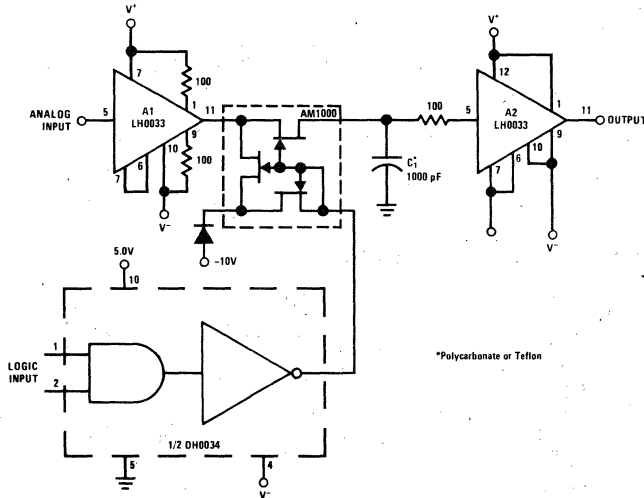 V⁺
7
100
ANALOG
INPUT
5
A1
LH0033
1
11
9
10
100
7
6
V⁻
AM1000
100
C₁*
1000 pF
V⁺
12
5
A2
LH0033
1
11
OUTPUT
9
10
6
7
V⁻
-10V
5.0V
10
LOGIC
INPUT
1
2
1/2 DH0034
5
4
V⁻
*Polycarbonate or Teflon